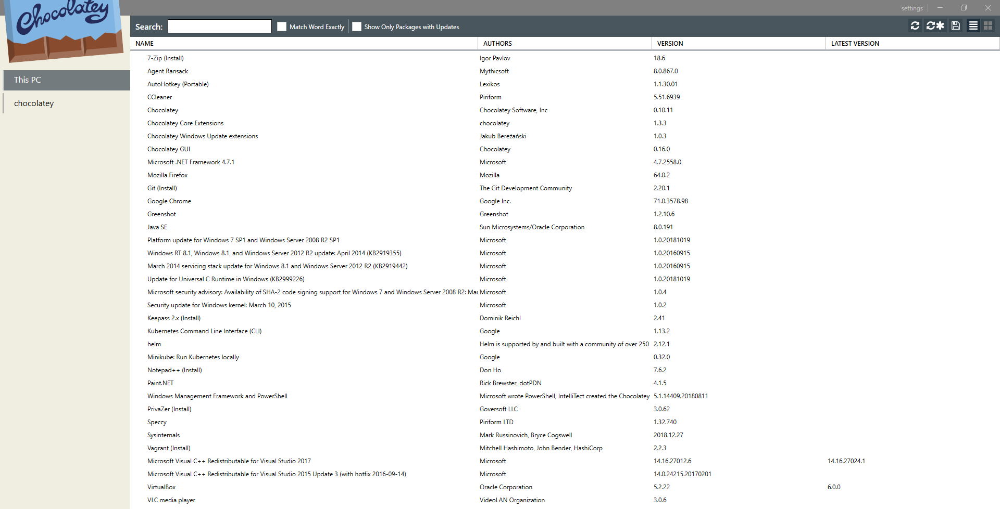 Chocolatey
settings
Search: Match Word Exactly Show Only Packages with Updates
NAME AUTHORS VERSION LATEST VERSION
This PC
chocolatey
7-Zip (Install) Igor Pavlov 18.6
Agent Ransack Mythicsoft 8.0.867.0
AutoHotkey (Portable) Lexikos 1.1.30.01
CCleaner Piriform 5.51.6939
Chocolatey Chocolatey Software, Inc 0.10.11
Chocolatey Core Extensions chocolatey 1.3.3
Chocolatey Windows Update extensions Jakub Bereżański 1.0.3
Chocolatey GUI Chocolatey 0.16.0
Microsoft .NET Framework 4.7.1 Microsoft 4.7.2558.0
Mozilla Firefox Mozilla 64.0.2
Git (Install) The Git Development Community 2.20.1
Google Chrome Google Inc. 71.0.3578.98
Greenshot Greenshot 1.2.10.6
Java SE Sun Microsystems/Oracle Corporation 8.0.191
Platform update for Windows 7 SP1 and Windows Server 2008 R2 SP1 Microsoft 1.0.20181019
Windows RT 8.1, Windows 8.1, and Windows Server 2012 R2 update: April 2014 (KB2919355) Microsoft 1.0.20160915
March 2014 servicing stack update for Windows 8.1 and Windows Server 2012 R2 (KB2919442) Microsoft 1.0.20160915
Update for Universal C Runtime in Windows (KB2999226) Microsoft 1.0.20181019
Microsoft security advisory: Availability of SHA-2 code signing support for Windows 7 and Windows Server 2008 R2: Mar Microsoft 1.0.4
Security update for Windows kernel: March 10, 2015 Microsoft 1.0.2
Keepass 2.x (Install) Dominik Reichl 2.41
Kubernetes Command Line Interface (CLI) Google 1.13.2
helm Helm is supported by and built with a community of over 250 2.12.1
Minikube: Run Kubernetes locally Google 0.32.0
Notepad++ (Install) Don Ho 7.6.2
Paint.NET Rick Brewster, dotPDN 4.1.5
Windows Management Framework and PowerShell Microsoft wrote PowerShell, IntelliTect created the Chocolatey 5.1.14409.20180811
PrivaZer (Install) Goversoft LLC 3.0.62
Speccy Piriform LTD 1.32.740
Sysinternals Mark Russinovich, Bryce Cogswell 2018.12.27
Vagrant (Install) Mitchell Hashimoto, John Bender, HashiCorp 2.2.3
Microsoft Visual C++ Redistributable for Visual Studio 2017 Microsoft 14.16.27012.6 14.16.27024.1
Microsoft Visual C++ Redistributable for Visual Studio 2015 Update 3 (with hotfix 2016-09-14) Microsoft 14.0.24215.20170201
VirtualBox Oracle Corporation 5.2.22 6.0.0
VLC media player VideoLAN Organization 3.0.6